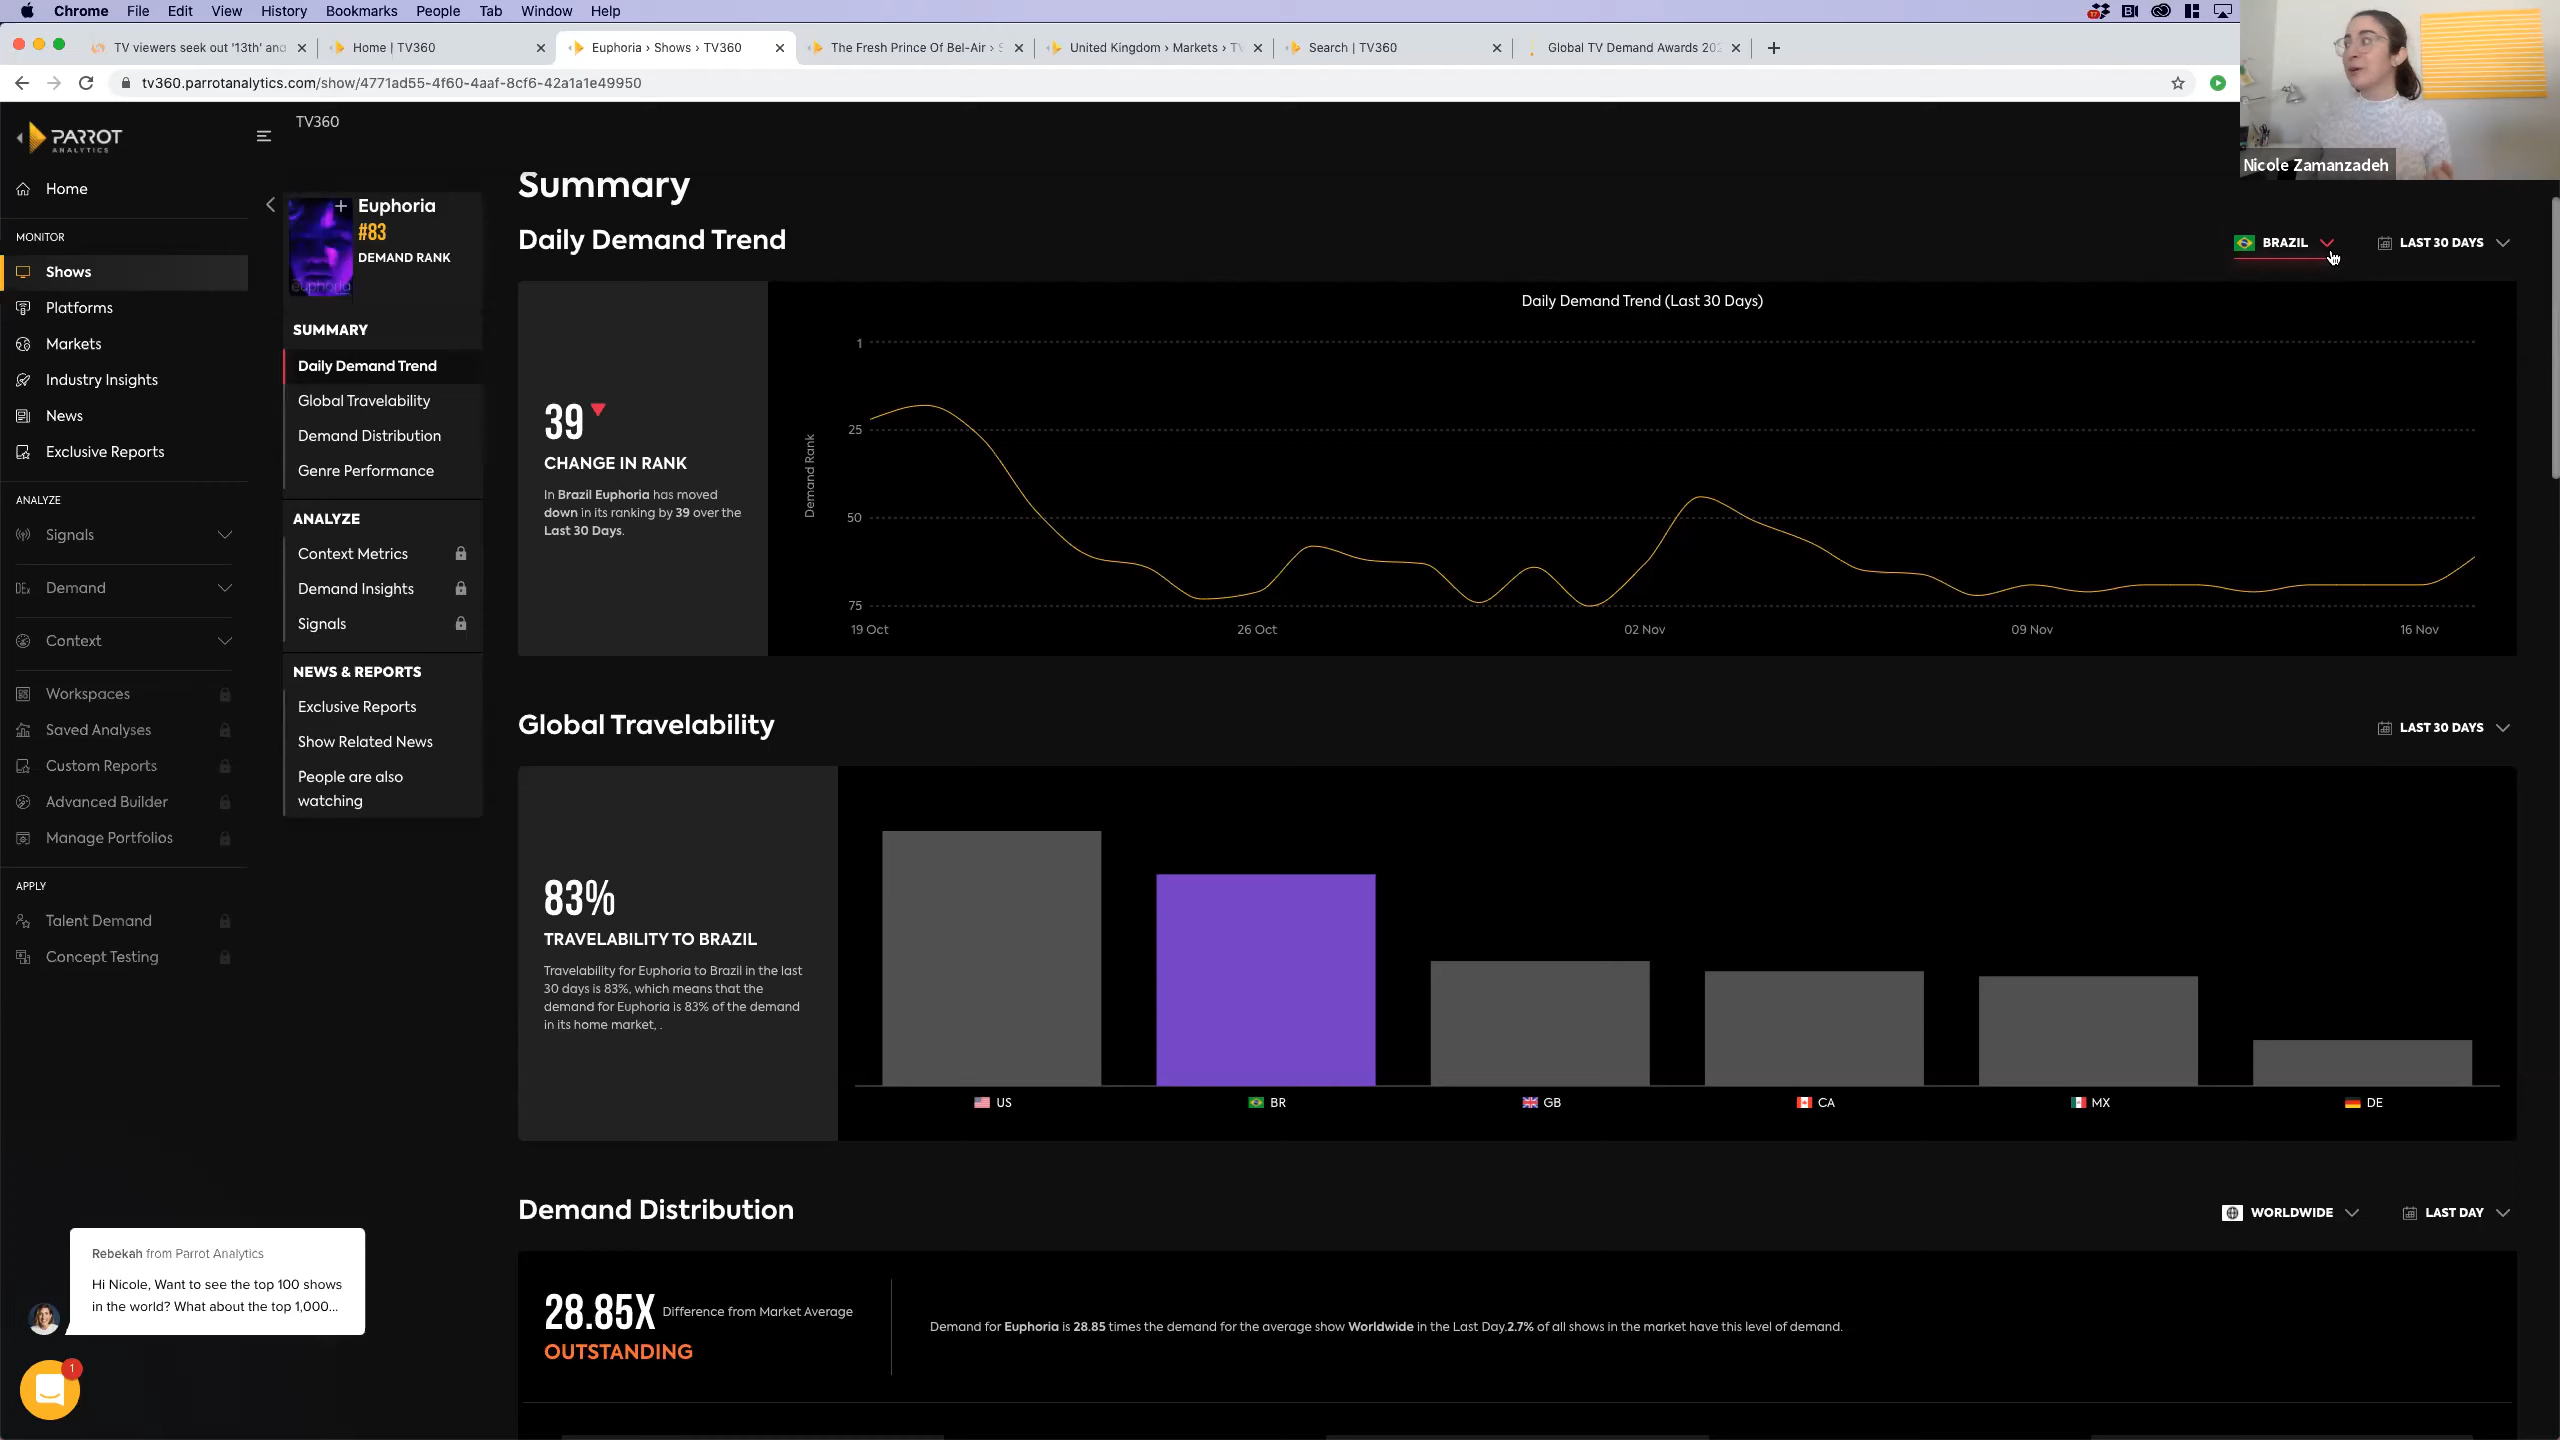 Chrome File Edit View History Bookmarks People Tab Window Help
TV viewers seek out '13th' and
Home | TV360
Euphoria › Shows › TV360
The Fresh Prince Of Bel-Air › S
United Kingdom › Markets › TV
Search | TV360
Global TV Demand Awards 202
tv360.parrotanalytics.com/show/4771ad55-4f60-4aaf-8cf6-42a1a1e49950
Nicole Zamanzadeh
PARROT
ANALYTICS
TV360
Home
MONITOR
Shows
Platforms
Markets
Industry Insights
News
Exclusive Reports
ANALYZE
Signals
DEx Demand
Context
Workspaces
Saved Analyses
Custom Reports
Advanced Builder
Manage Portfolios
APPLY
Talent Demand
Concept Testing
Euphoria
#83
DEMAND RANK
euphoria
SUMMARY
Daily Demand Trend
Global Travelability
Demand Distribution
Genre Performance
ANALYZE
Context Metrics
Demand Insights
Signals
NEWS & REPORTS
Exclusive Reports
Show Related News
People are also
watching
Summary
Daily Demand Trend
BRAZIL
LAST 30 DAYS
39
CHANGE IN RANK
In Brazil Euphoria has moved
down in its ranking by 39 over the
Last 30 Days.
Daily Demand Trend (Last 30 Days)
Demand Rank
1
25
50
75
19 Oct
26 Oct
02 Nov
09 Nov
16 Nov
Global Travelability
LAST 30 DAYS
83%
TRAVELABILITY TO BRAZIL
Travelability for Euphoria to Brazil in the last
30 days is 83%, which means that the
demand for Euphoria is 83% of the demand
in its home market, .
US
BR
GB
CA
MX
DE
Demand Distribution
WORLDWIDE
LAST DAY
28.85X Difference from Market Average
OUTSTANDING
Demand for Euphoria is 28.85 times the demand for the average show Worldwide in the Last Day.2.7% of all shows in the market have this level of demand.
Rebekah from Parrot Analytics
Hi Nicole, Want to see the top 100 shows
in the world? What about the top 1,000...
1